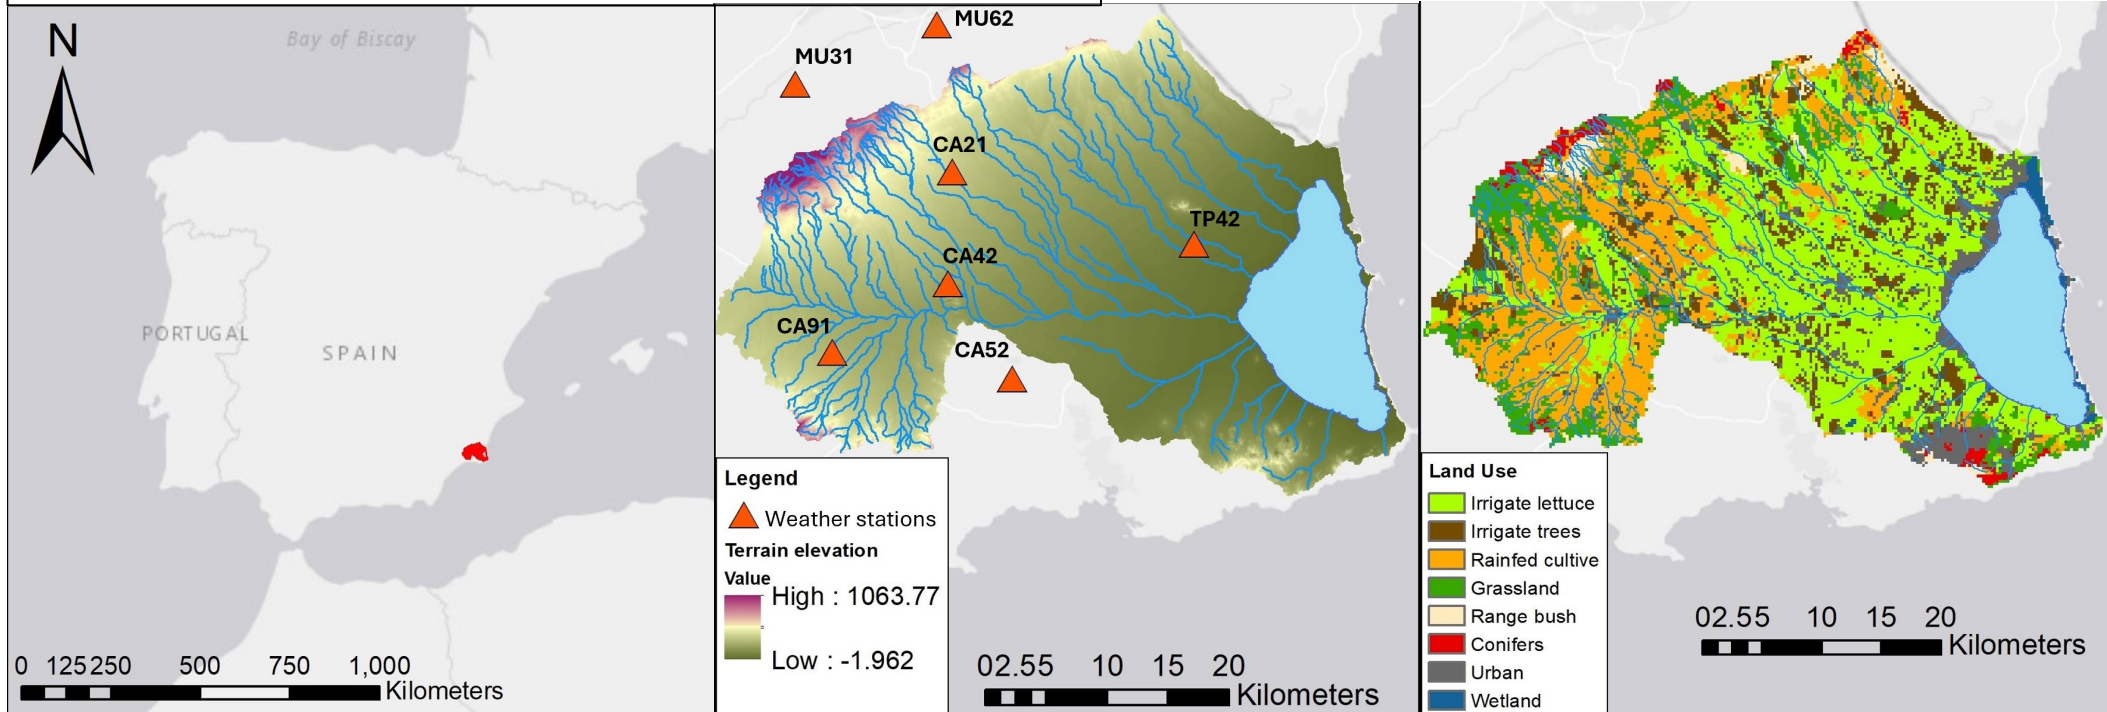 N
Bay of Biscay
PORTUGAL
SPAIN
0 125 250 500 750 1,000
Kilometers
MU62
MU31
CA21
TP42
CA42
CA91
CA52
Legend
Weather stations
Terrain elevation
Value
High : 1063.77
Low : -1.962
02.55 10 15 20
Kilometers
Land Use
Irrigate lettuce
Irrigate trees
Rainfed cultive
Grassland
Range bush
Conifers
Urban
Wetland
02.55 10 15 20
Kilometers